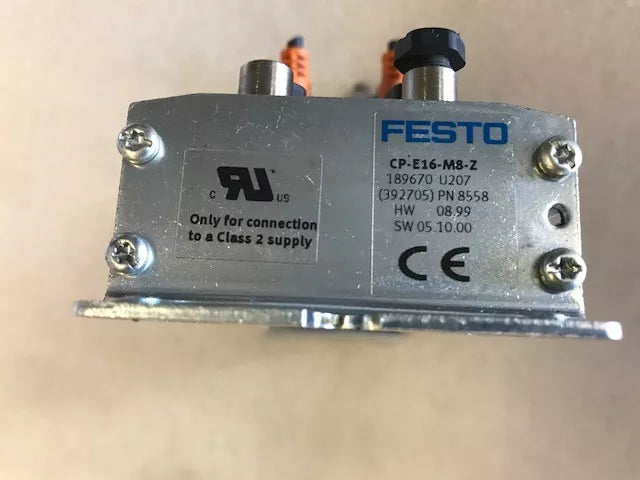 FESTO
CP-E16-M8-Z
189670 U207
(392705) PN 8558
HW 08.99
SW 05.10.00
CE
C RU US
Only for connection
to a Class 2 supply